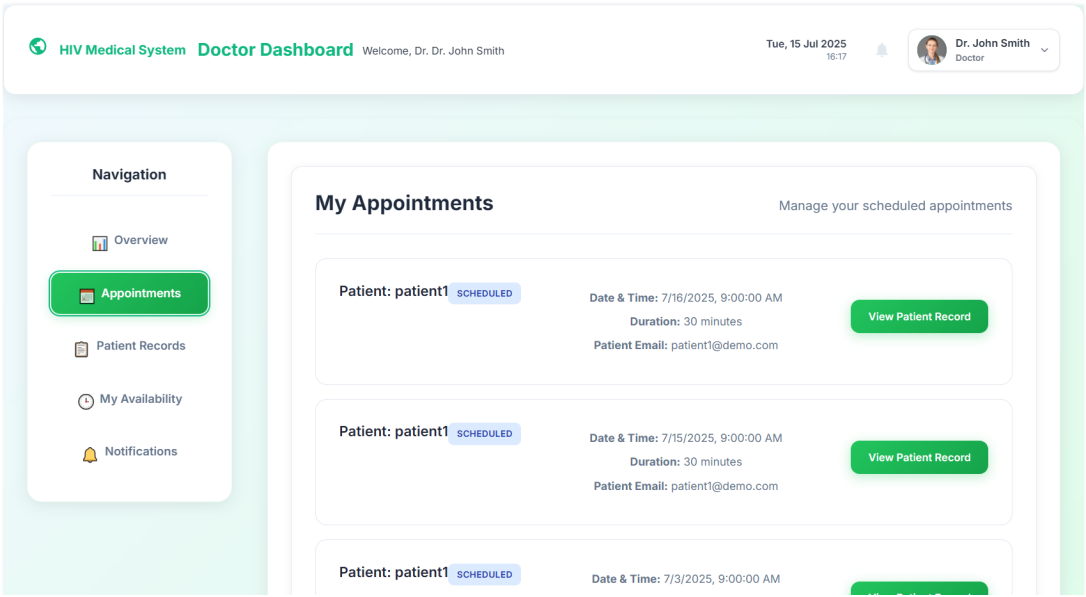 HIV Medical System Doctor Dashboard Welcome, Dr. Dr. John Smith
Tue, 15 Jul 2025
16:17
Dr. John Smith
Doctor
Navigation
Overview
Appointments
Patient Records
My Availability
Notifications
My Appointments
Manage your scheduled appointments
Patient: patient1 SCHEDULED
Date & Time: 7/16/2025, 9:00:00 AM
Duration: 30 minutes
Patient Email: patient1@demo.com
View Patient Record
Patient: patient1 SCHEDULED
Date & Time: 7/15/2025, 9:00:00 AM
Duration: 30 minutes
Patient Email: patient1@demo.com
View Patient Record
Patient: patient1 SCHEDULED
Date & Time: 7/3/2025, 9:00:00 AM